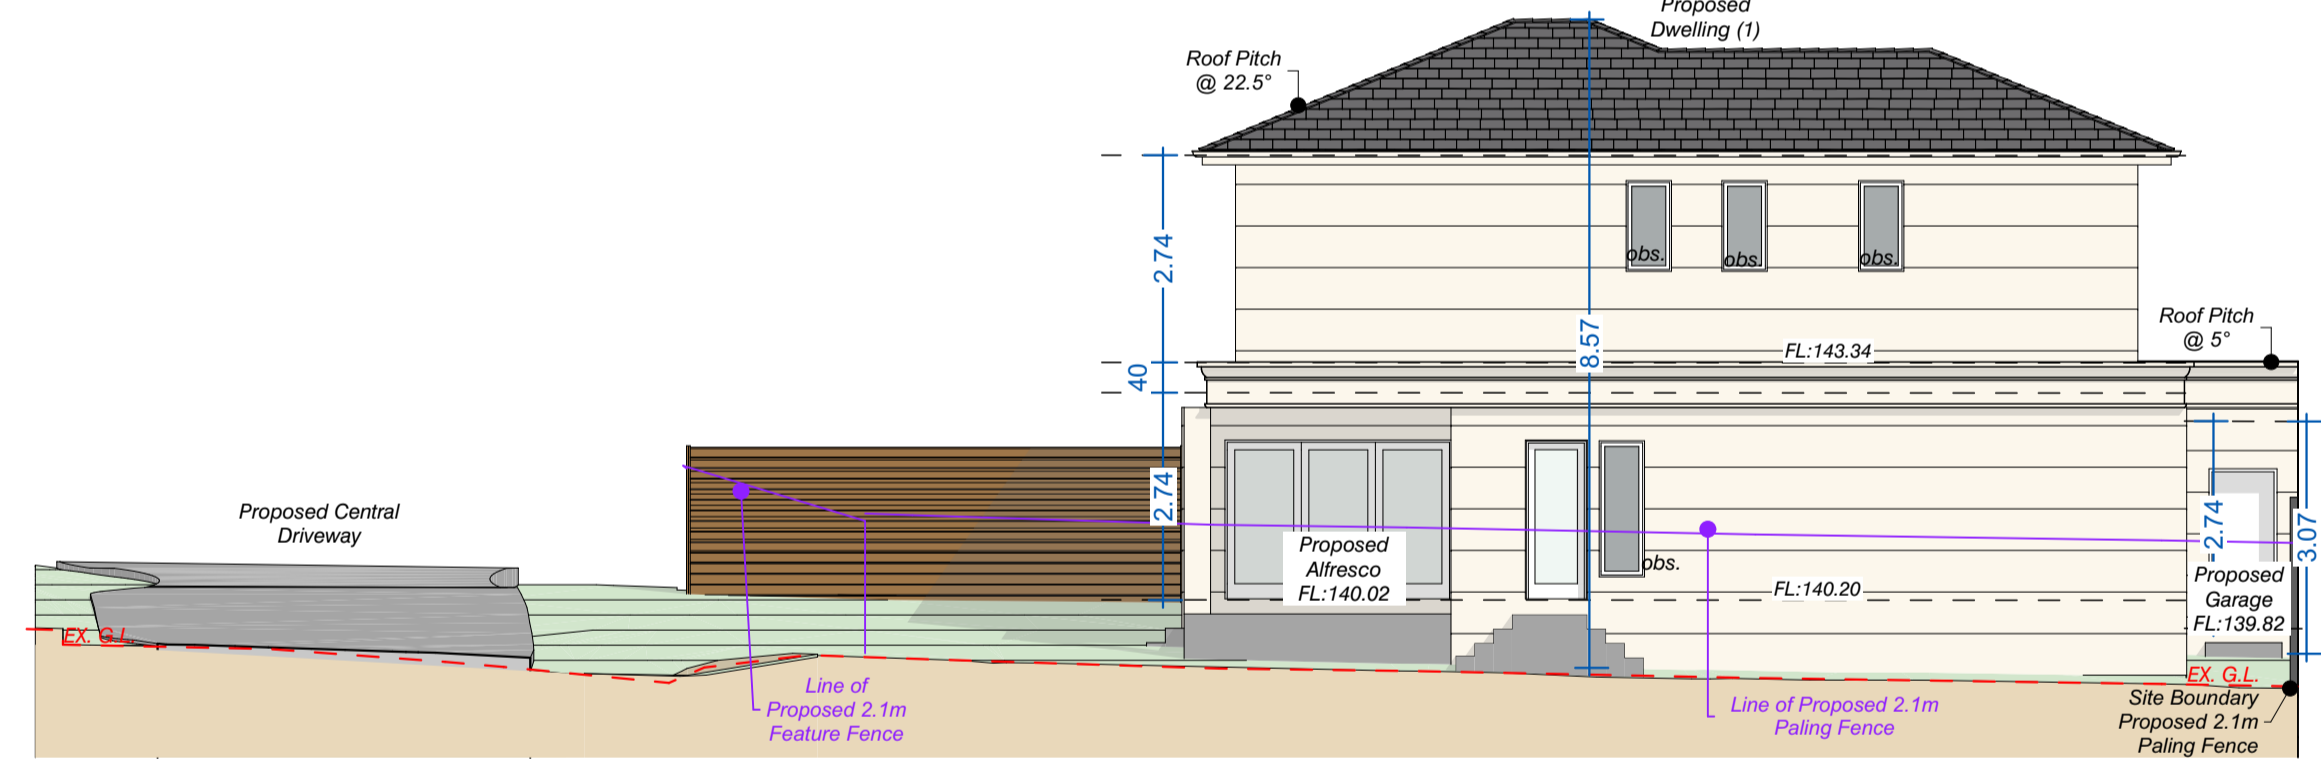 Proposed
Dwelling (1)
Roof Pitch
@ 22.5°
2.74
obs.
obs.
obs.
Roof Pitch
@ 5°
8.57
FL:143.34
40
2.74
Proposed Central
Driveway
Proposed
Alfresco
FL:140.02
obs.
FL:140.20
2.74
3.07
Proposed
Garage
FL:139.82
EX. G.L.
EX. G.L.
Line of
Proposed 2.1m
Feature Fence
Line of Proposed 2.1m
Paling Fence
Site Boundary
Proposed 2.1m
Paling Fence